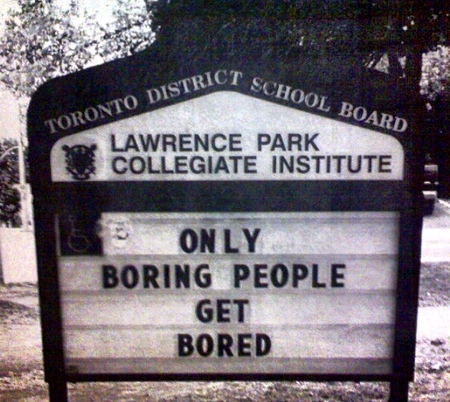 TORONTO DISTRICT SCHOOL BOARD
LAWRENCE PARK
COLLEGIATE INSTITUTE
ONLY
BORING PEOPLE
GET
BORED